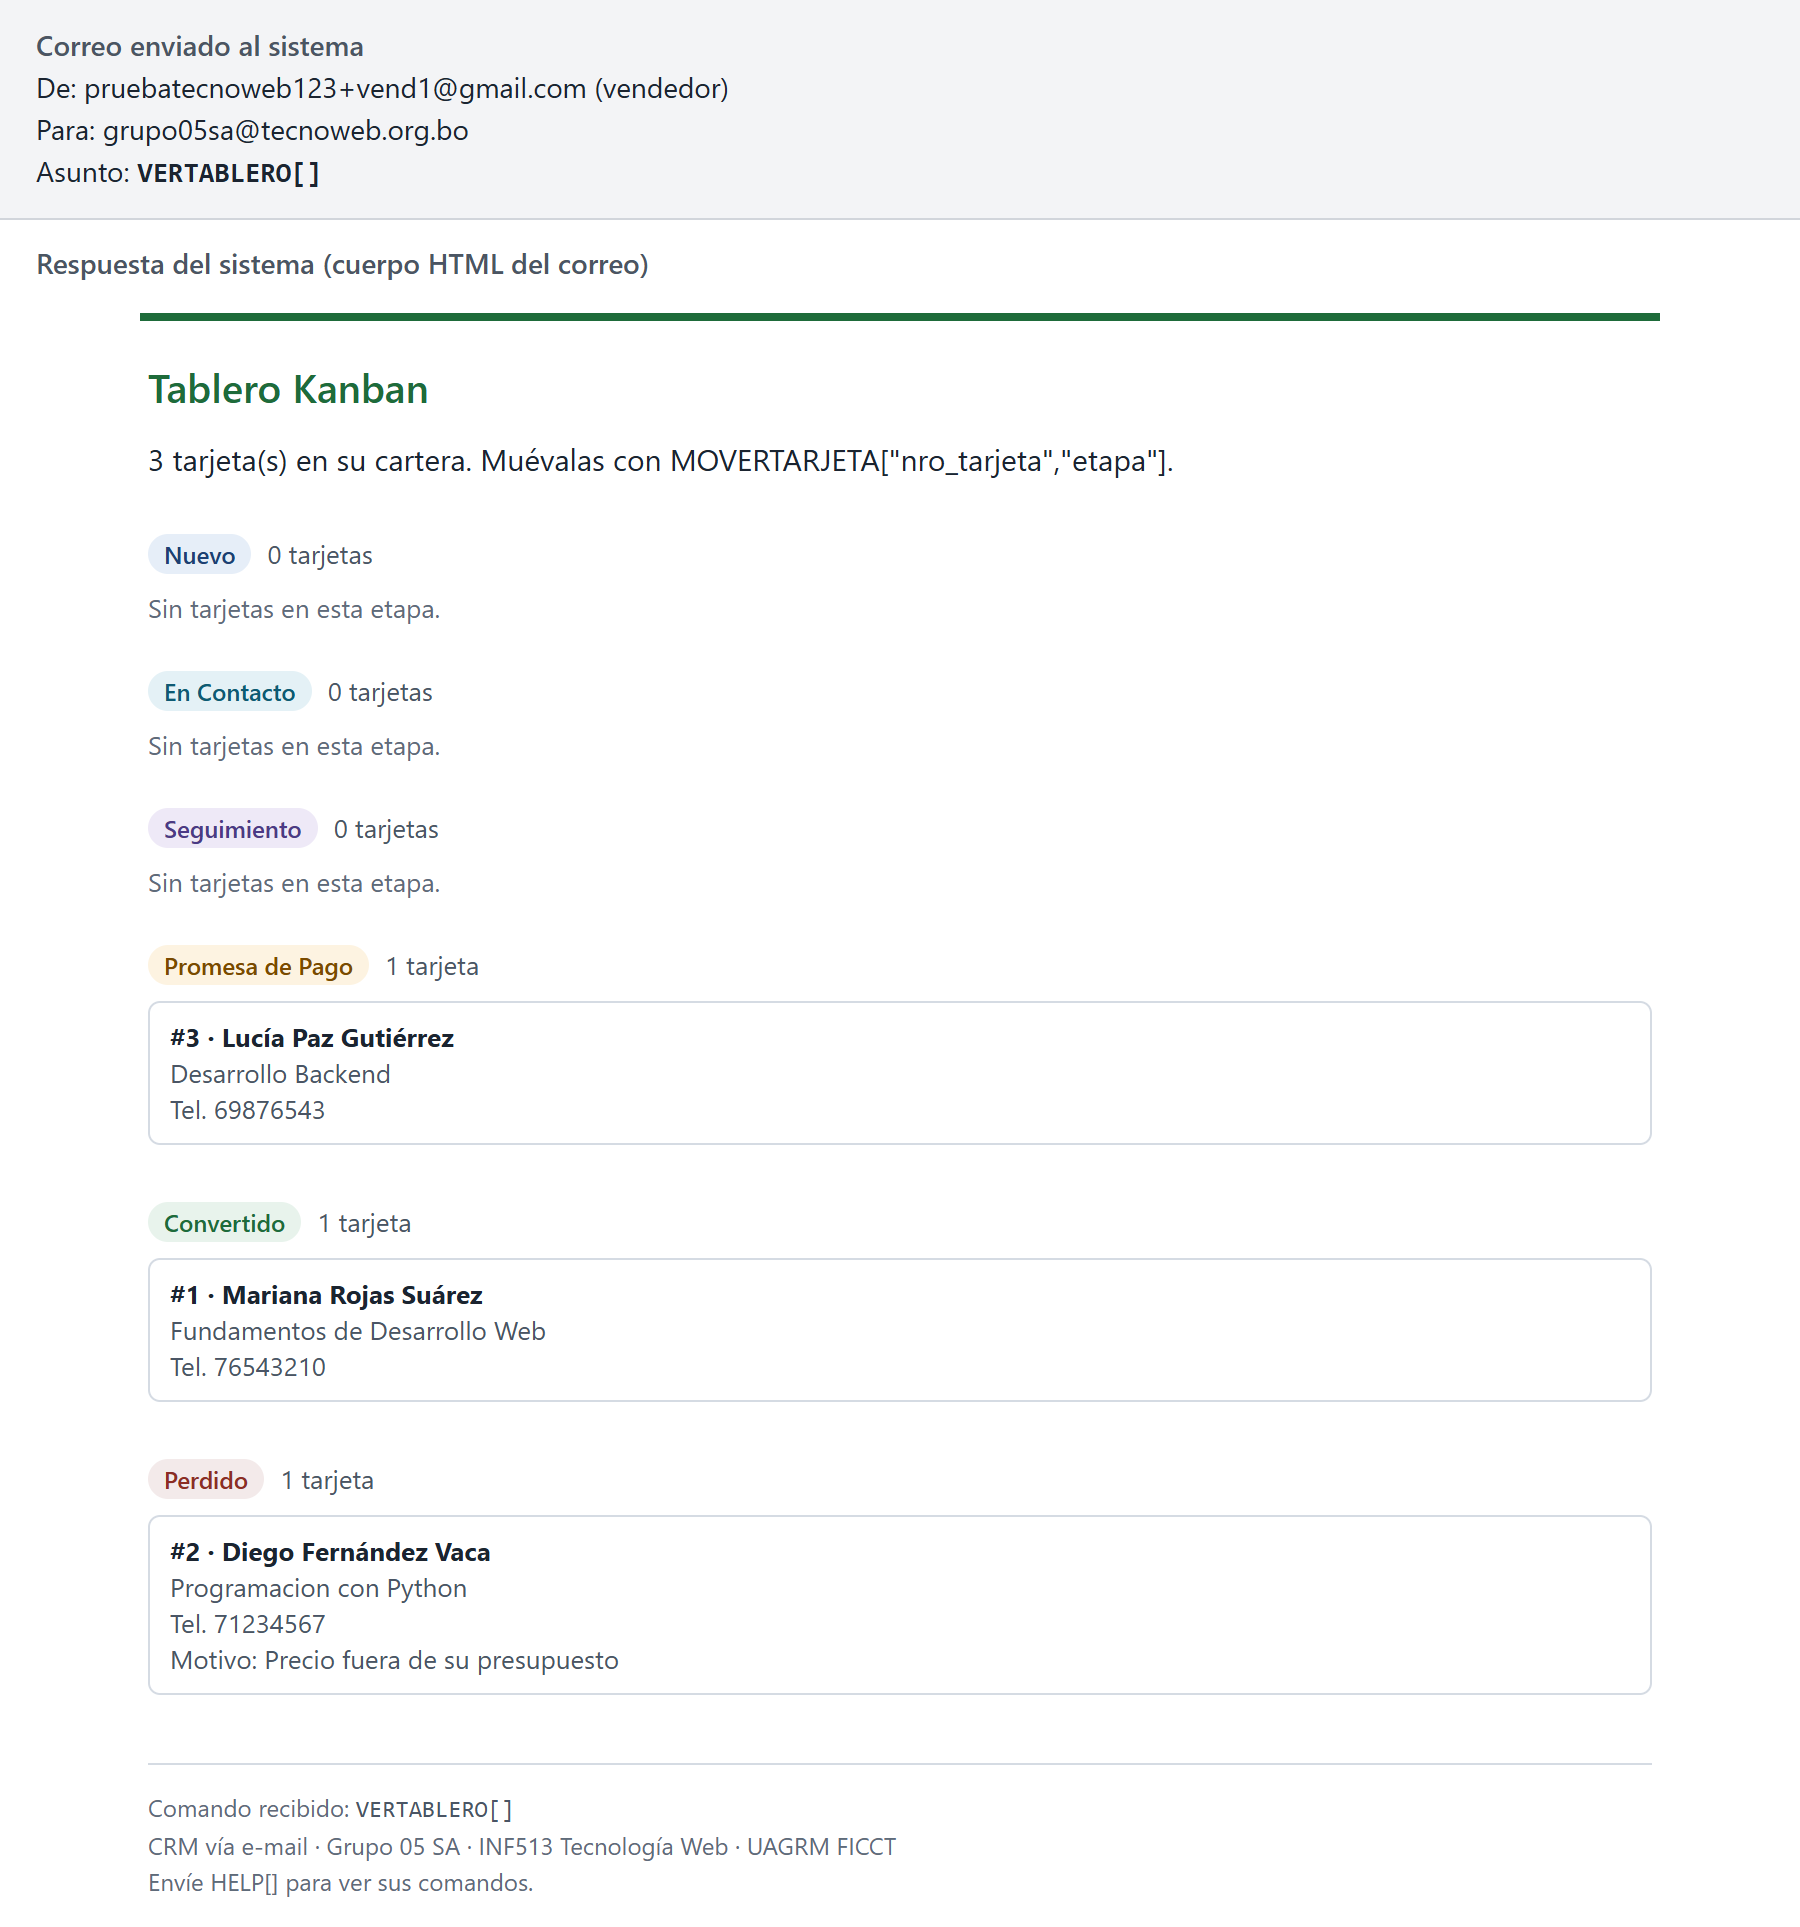 Correo enviado al sistema
De: pruebatecnoweb123+vend1@gmail.com (vendedor)
Para: grupo05sa@tecnoweb.org.bo
Asunto: VERTABLERO[]
Respuesta del sistema (cuerpo HTML del correo)
Tablero Kanban
3 tarjeta(s) en su cartera. Muévalas con MOVERTARJETA["nro_tarjeta","etapa"].
Nuevo 0 tarjetas
Sin tarjetas en esta etapa.
En Contacto 0 tarjetas
Sin tarjetas en esta etapa.
Seguimiento 0 tarjetas
Sin tarjetas en esta etapa.
Promesa de Pago 1 tarjeta
#3 · Lucía Paz Gutiérrez
Desarrollo Backend
Tel. 69876543
Convertido 1 tarjeta
#1 · Mariana Rojas Suárez
Fundamentos de Desarrollo Web
Tel. 76543210
Perdido 1 tarjeta
#2 · Diego Fernández Vaca
Programacion con Python
Tel. 71234567
Motivo: Precio fuera de su presupuesto
Comando recibido: VERTABLERO[]
CRM vía e-mail · Grupo 05 SA · INF513 Tecnología Web · UAGRM FICCT
Envíe HELP[] para ver sus comandos.